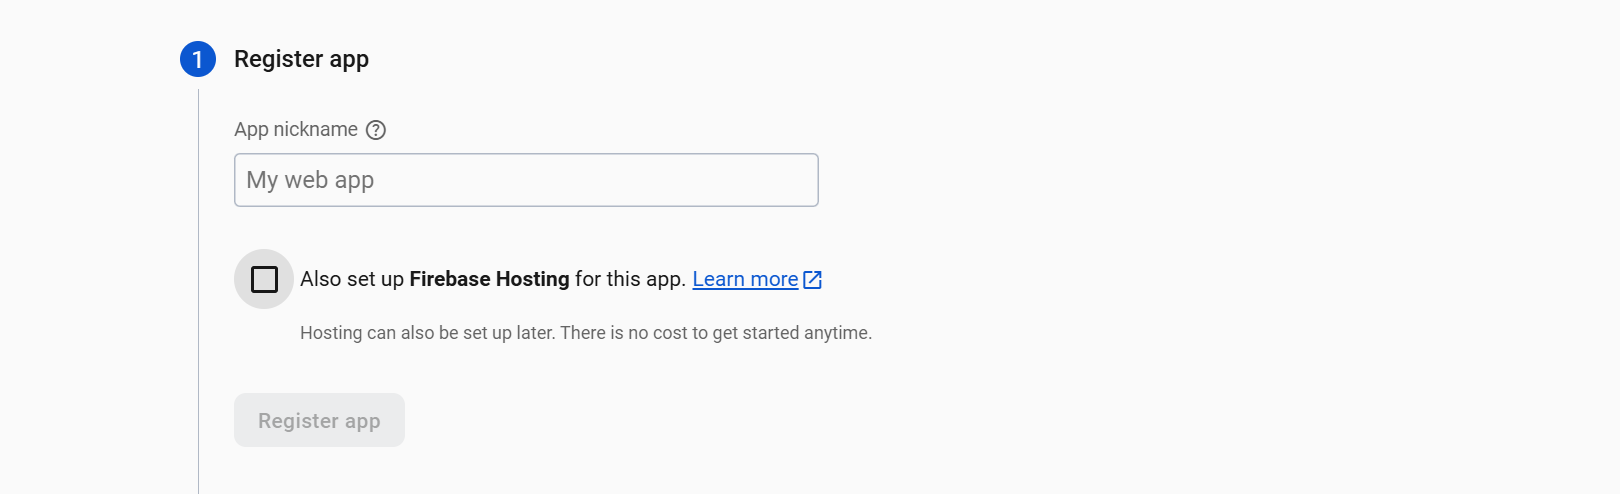 1 Register app
App nickname
My web app
Also set up Firebase Hosting for this app. Learn more
Hosting can also be set up later. There is no cost to get started anytime.
Register app